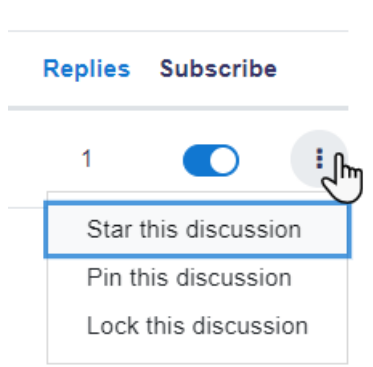 Replies Subscribe
1
Star this discussion
Pin this discussion
Lock this discussion